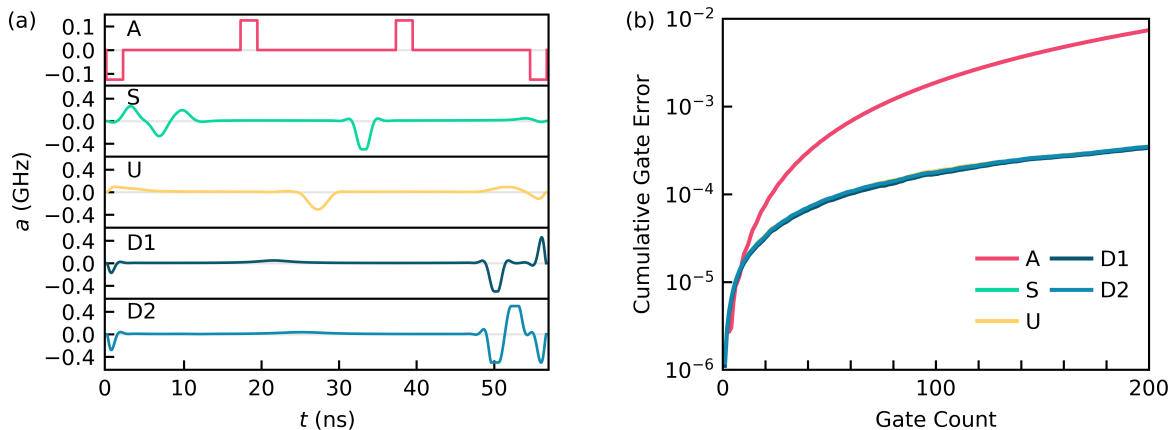 (a)
a (GHz)
0.1
0.0
−0.1
A
0.4
0.0
−0.4
S
0.4
0.0
−0.4
U
0.4
0.0
−0.4
D1
0.4
0.0
−0.4
D2
0 10 20 30 40 50
t (ns)
(b)
Cumulative Gate Error
10⁻²
10⁻³
10⁻⁴
10⁻⁵
10⁻⁶
A D1
S D2
U
0 100 200
Gate Count